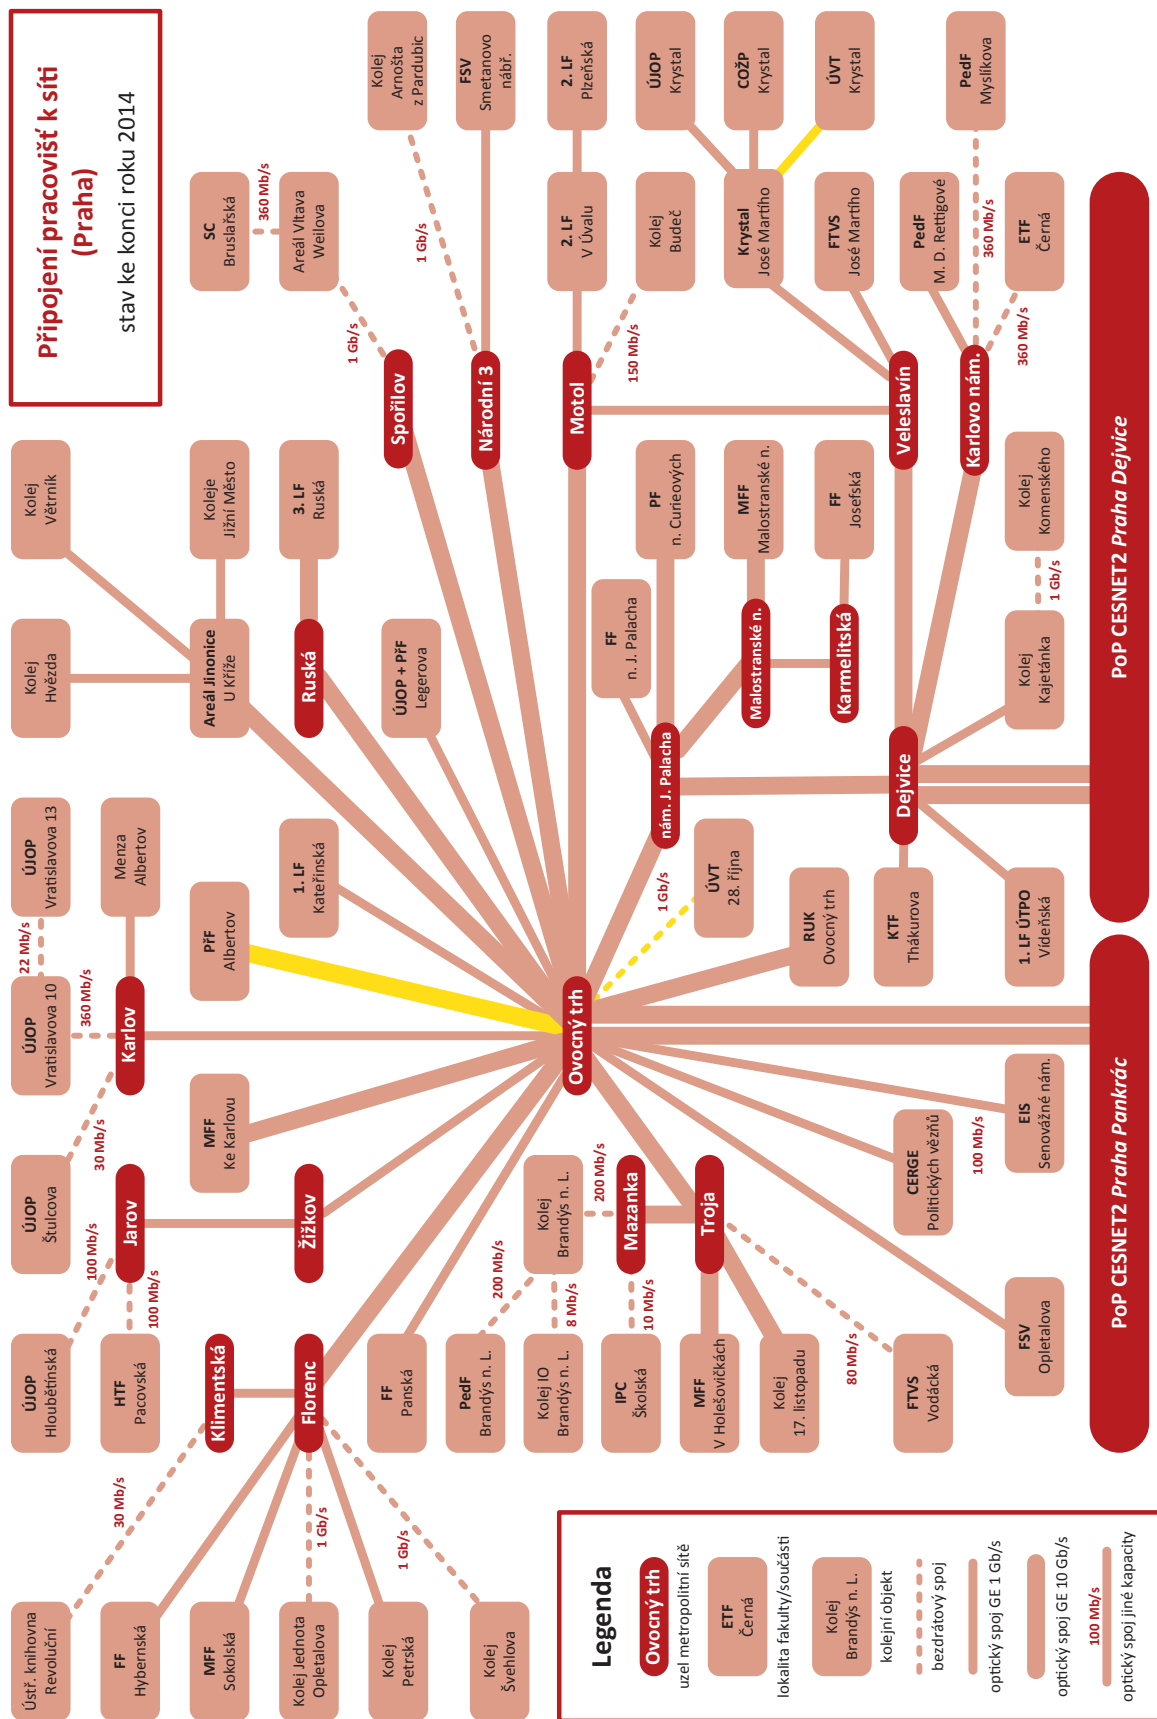 Připojení pracovišť k síti
(Praha)
stav ke konci roku 2014
Ústř. knihovna
Revoluční
FF
Hybernská
MFF
Sokolská
Kolej Jednota
Opletalova
Kolej
Petrská
Kolej
Švehlova
30 Mb/s
1 Gb/s
1 Gb/s
ÚJOP
Hloubětínská
HTF
Pacovská
Klimentská
Florenc
FF
Panská
PedF
Brandýs n. L.
Kolej IO
Brandýs n. L.
IPC
Školská
MFF
V Holešovičkách
Kolej
17. listopadu
FTVS
Vodácká
FSV
Opletalova
100 Mb/s
100 Mb/s
200 Mb/s
8 Mb/s
10 Mb/s
80 Mb/s
ÚJOP
Štulcova
Jarov
MFF
Ke Karlovu
Žižkov
Kolej
Brandýs n. L.
200 Mb/s
Mazanka
Troja
CERGE
Politických vězňů
100 Mb/s
EIS
Senovážné nám.
30 Mb/s
360 Mb/s
22 Mb/s
ÚJOP
Vratislavova 10
Karlov
ÚJOP
Vratislavova 13
Menza
Albertov
PřF
Albertov
1. LF
Kateřinská
Ovocný trh
1 Gb/s
ÚVT
28. října
RUK
Ovocný trh
KTF
Thákurova
1. LF ÚTPO
Vídeňská
Kolej
Hvězda
Kolej
Větrník
Areál Jinonice
U Kříže
Koleje
Jižní Město
Ruská
3. LF
Ruská
ÚJOP + PřF
Legerova
FF
n. J. Palacha
nám. J. Palacha
PF
n. Curieových
Malostranské n.
MFF
Malostranské n.
Karmelitská
FF
Josefská
Dejvice
Kolej
Kajetánka
1 Gb/s
Kolej
Komenského
SC
Bruslařská
360 Mb/s
Areál Vltava
Weilova
1 Gb/s
Spořilov
Kolej
Arnošta
z Pardubic
1 Gb/s
FSV
Smetanovo
nábř.
Národní 3
2. LF
Plzeňská
2. LF
V Úvalu
Motol
150 Mb/s
Kolej
Budeč
ÚJOP
Krystal
COŽP
Krystal
ÚVT
Krystal
Krystal
José Martího
FTVS
José Martího
Veleslavín
PedF
M. D. Rettigové
PedF
Myslíkova
360 Mb/s
Karlovo nám.
360 Mb/s
ETF
Černá
PoP CESNET2 Praha Pankrác
PoP CESNET2 Praha Dejvice
Legenda
Ovocný trh
uzel metropolitní sítě
ETF
Černá
lokalita fakulty/součásti
Kolej
Brandýs n. L.
kolejní objekt
bezdrátový spoj
optický spoj GE 1 Gb/s
optický spoj GE 10 Gb/s
100 Mb/s
optický spoj jiné kapacity